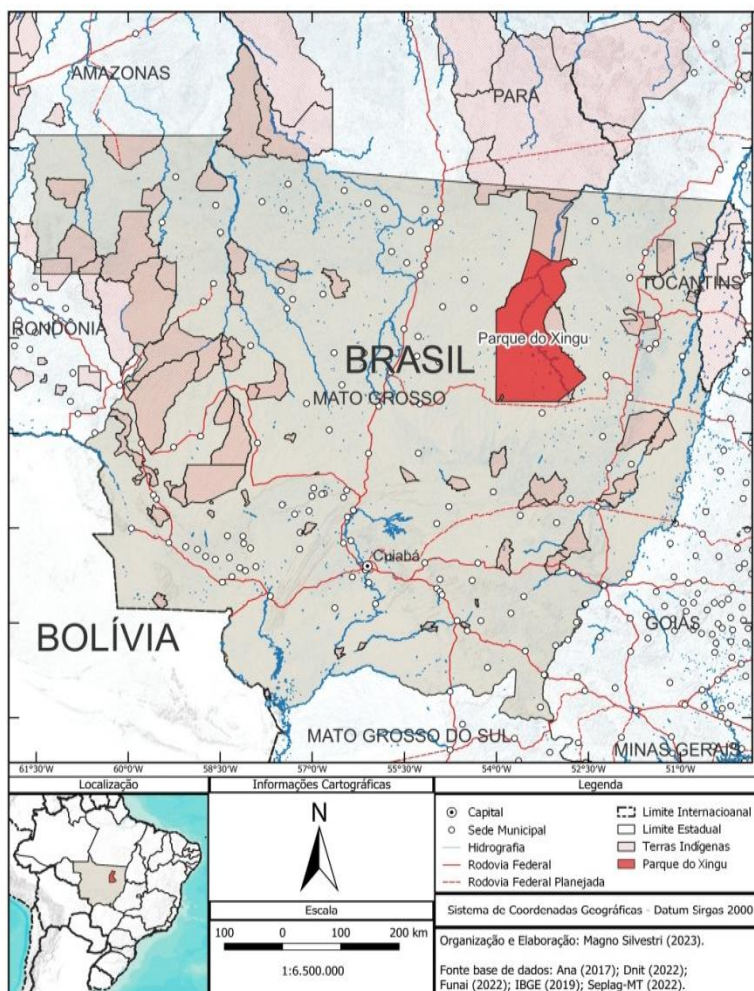 AMAZONAS
PARÁ
TOCANTINS
RONDÔNIA
Parque do Xingu
BRASIL
MATO GROSSO
Cuiabá
GOIÁS
BOLÍVIA
MATO GROSSO DO SUL
MINAS GERAIS
61°30'W 60°0'W 58°30'W 57°0'W 55°30'W 54°0'W 52°30'W 51°0'W
Localização
Informações Cartográficas
Legenda
N
Escala
100 0 100 200 km
1:6.500.000
Capital
Sede Municipal
Hidrografia
Rodovia Federal
Rodovia Federal Planejada
Limite Internacioanal
Limite Estadual
Terras Indígenas
Parque do Xingu
Sistema de Coordenadas Geográficas - Datum Sirgas 2000
Organização e Elaboração: Magno Silvestri (2023).
Fonte base de dados: Ana (2017); Dnit (2022);
Funai (2022); IBGE (2019); Seplag-MT (2022).